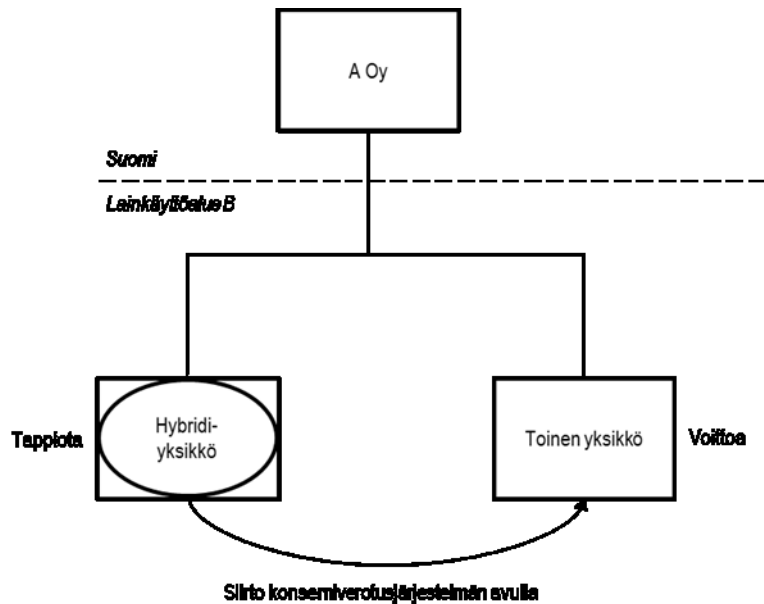 A Oy
Suomi
Lainkäyttöalue B
Tappiota
Hybridi-
yksikkö
Toinen yksikkö
Voittoa
Siirto konserniverotusjärjestelmän avulla